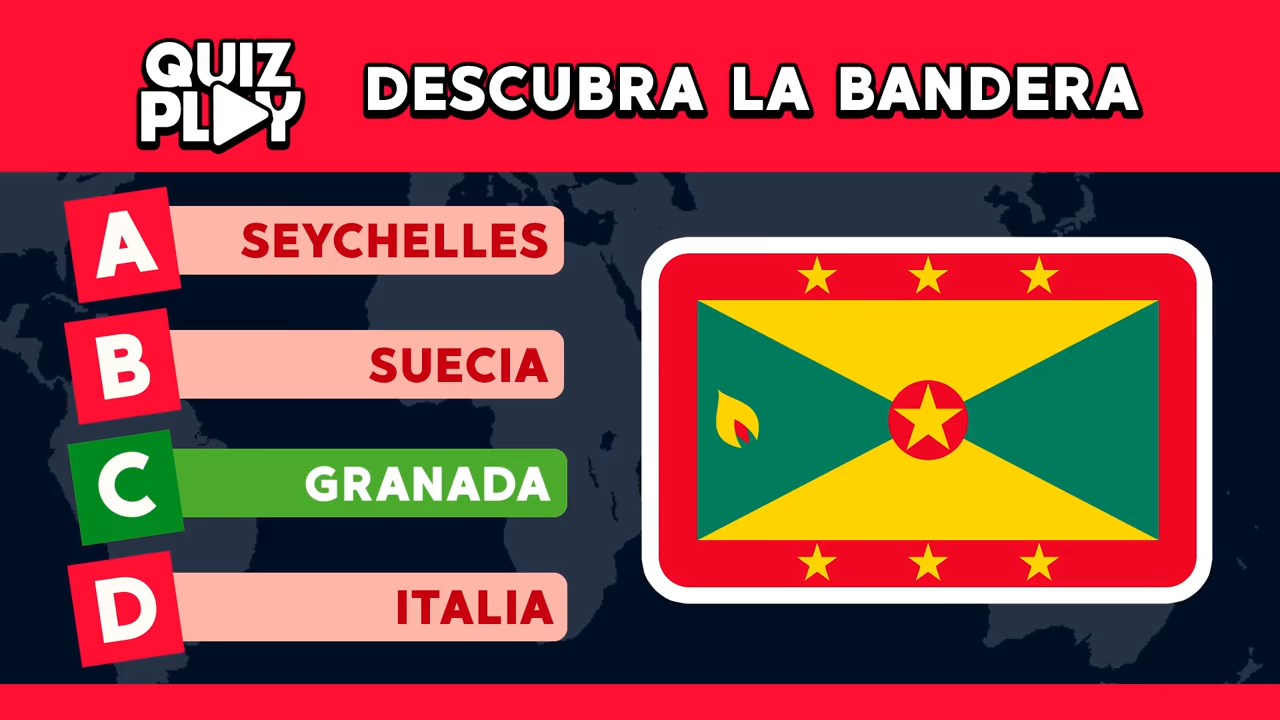 QUIZ
PLAY
DESCUBRA LA BANDERA
A
SEYCHELLES
B
SUECIA
C
GRANADA
D
ITALIA